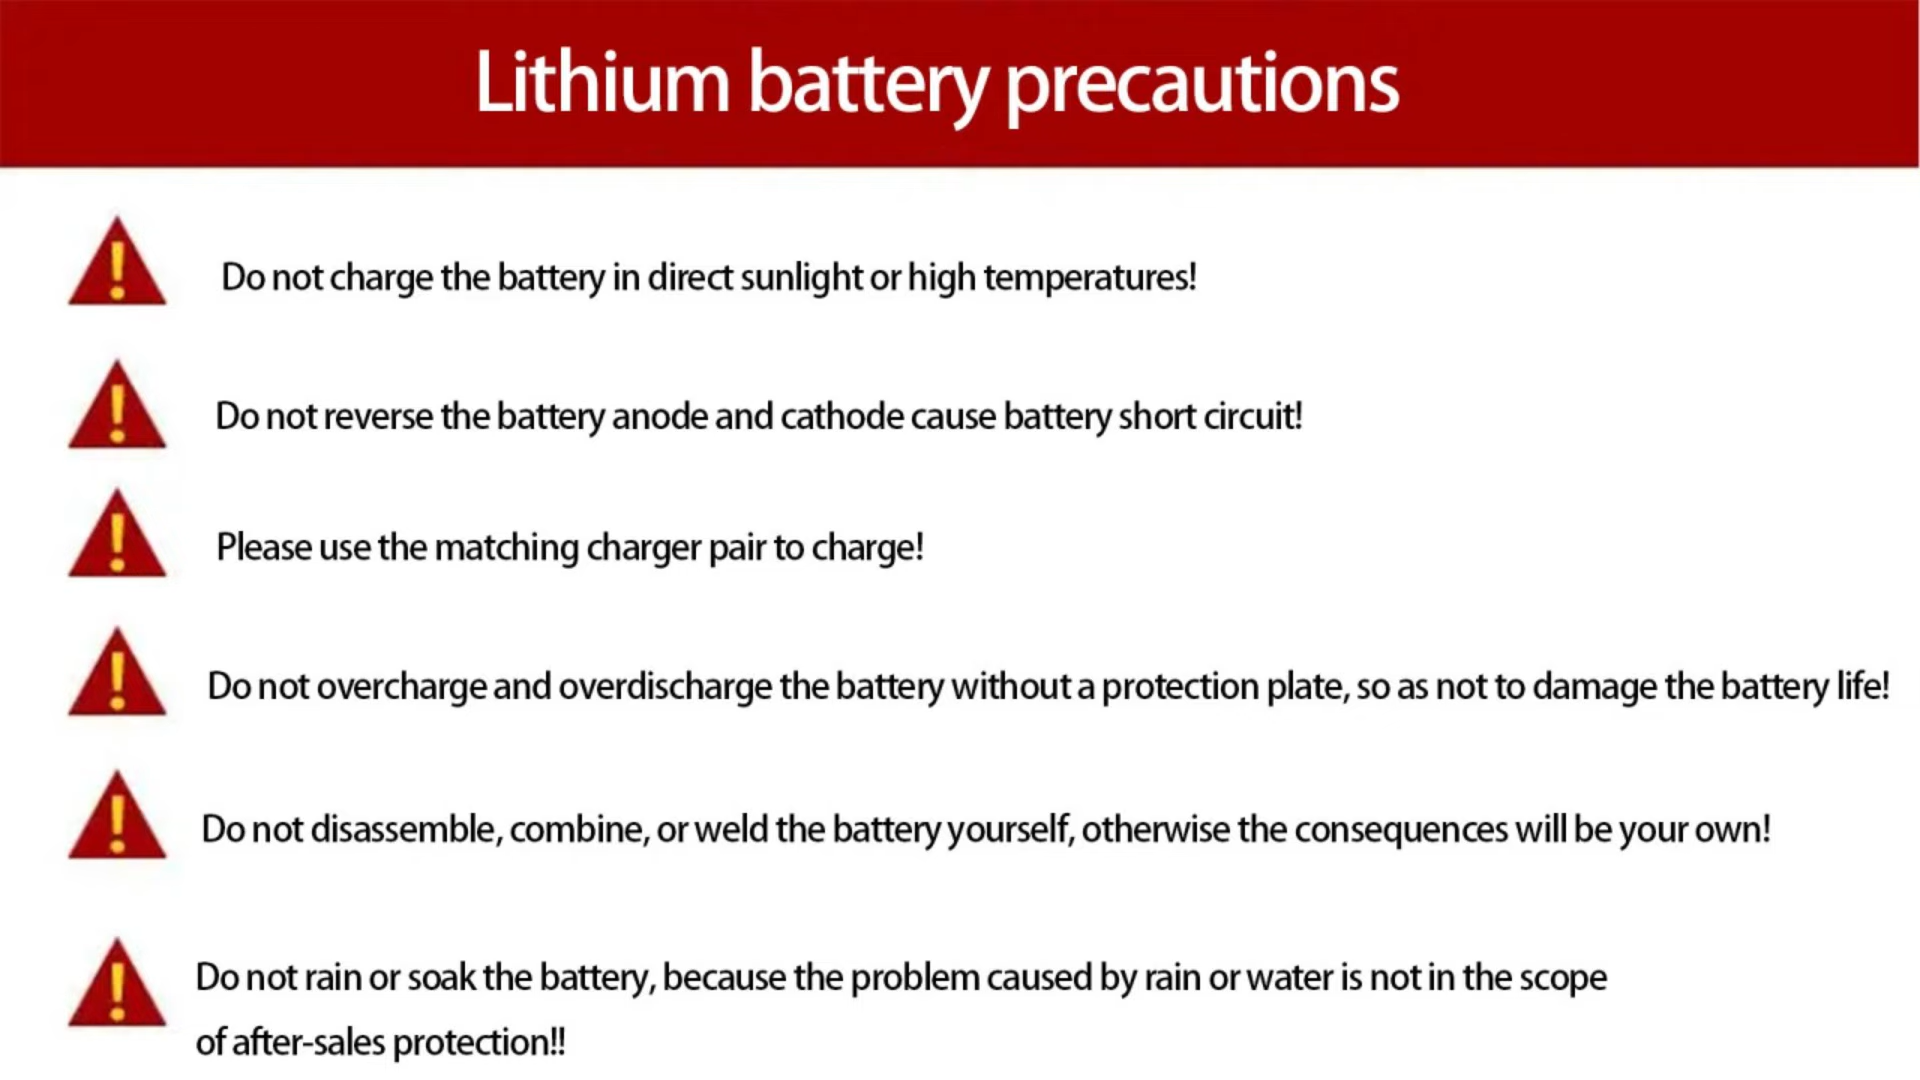 Lithium battery precautions
Do not charge the battery in direct sunlight or high temperatures!
Do not reverse the battery anode and cathode cause battery short circuit!
Please use the matching charger pair to charge!
Do not overcharge and overdischarge the battery without a protection plate, so as not to damage the battery life!
Do not disassemble, combine, or weld the battery yourself, otherwise the consequences will be your own!
Do not rain or soak the battery, because the problem caused by rain or water is not in the scope
of after-sales protection!!